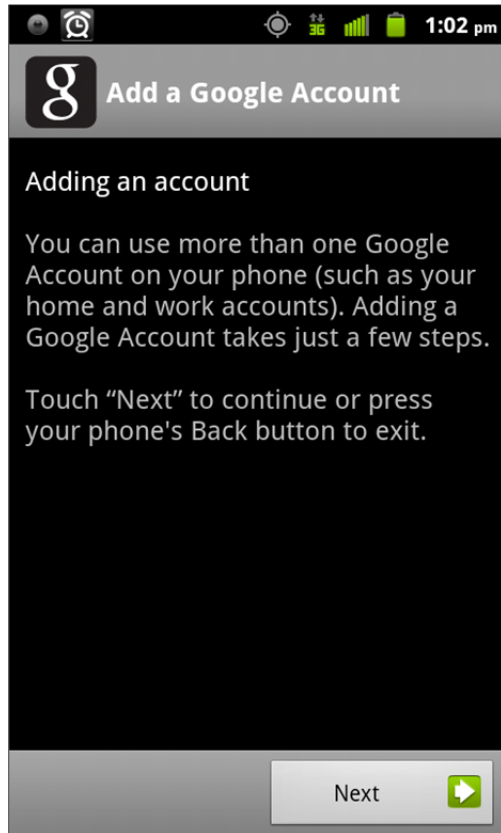 3G 1:02 pm
g Add a Google Account
Adding an account
You can use more than one Google
Account on your phone (such as your
home and work accounts). Adding a
Google Account takes just a few steps.
Touch “Next” to continue or press
your phone's Back button to exit.
Next